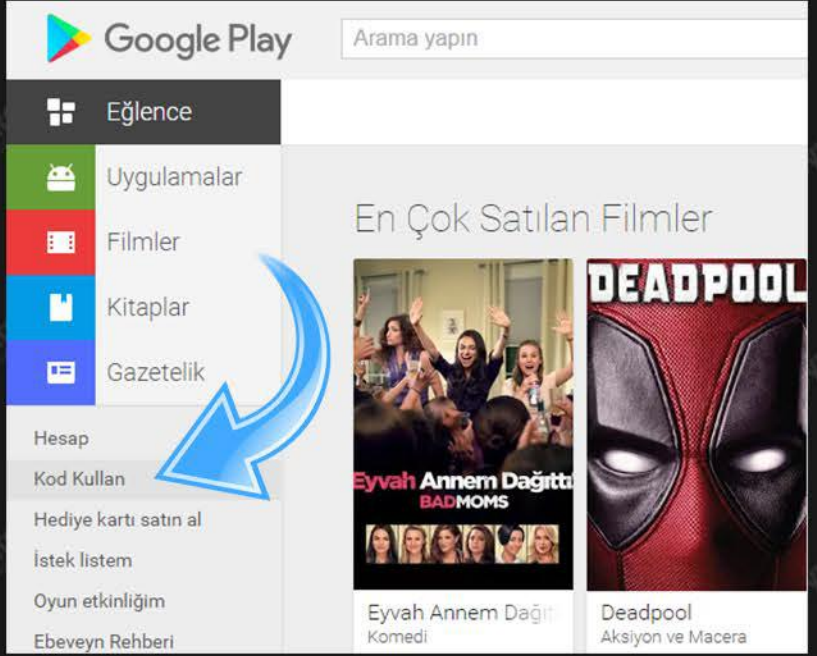 Google Play
Arama yapın
Eğlence
Uygulamalar
Filmler
Kitaplar
Gazetelik
Hesap
Kod Kullan
Hediye kartı satın al
İstek listem
Oyun etkinliğim
Ebeveyn Rehberi
En Çok Satılan Filmler
Eyvah Annem Dağıttı
BADMOMS
Eyvah Annem Dağıt
Komedi
DEADPOOL
Deadpool
Aksiyon ve Macera